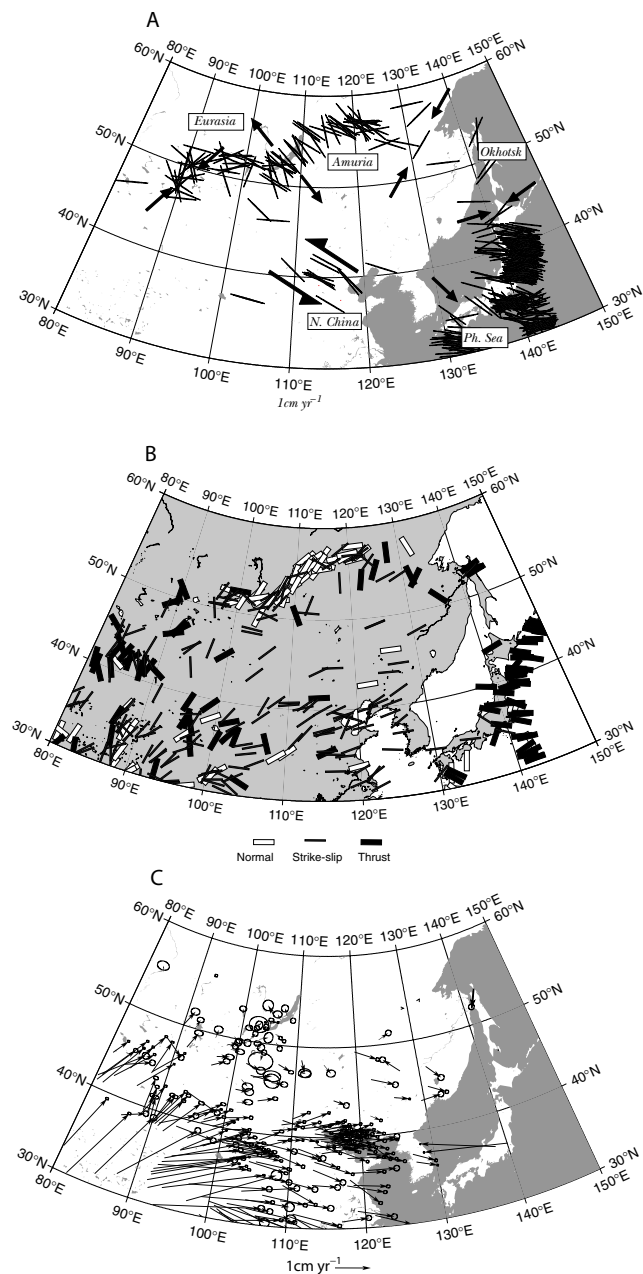 A
80°E 90°E 100°E 110°E 120°E 130°E 140°E 150°E
60°N 60°N
Eurasia
50°N 50°N
Okhotsk
Amuria
40°N 40°N
30°N 30°N
N. China
Ph. Sea
80°E 90°E 100°E 110°E 120°E 130°E 140°E 150°E
1cm yr−1
B
80°E 90°E 100°E 110°E 120°E 130°E 140°E 150°E
60°N 60°N
50°N 50°N
40°N 40°N
30°N 30°N
80°E 90°E 100°E 110°E 120°E 130°E 140°E 150°E
Normal Strike-slip Thrust
C
80°E 90°E 100°E 110°E 120°E 130°E 140°E 150°E
60°N 60°N
50°N 50°N
40°N 40°N
30°N 30°N
80°E 90°E 100°E 110°E 120°E 130°E 140°E 150°E
1cm yr−1